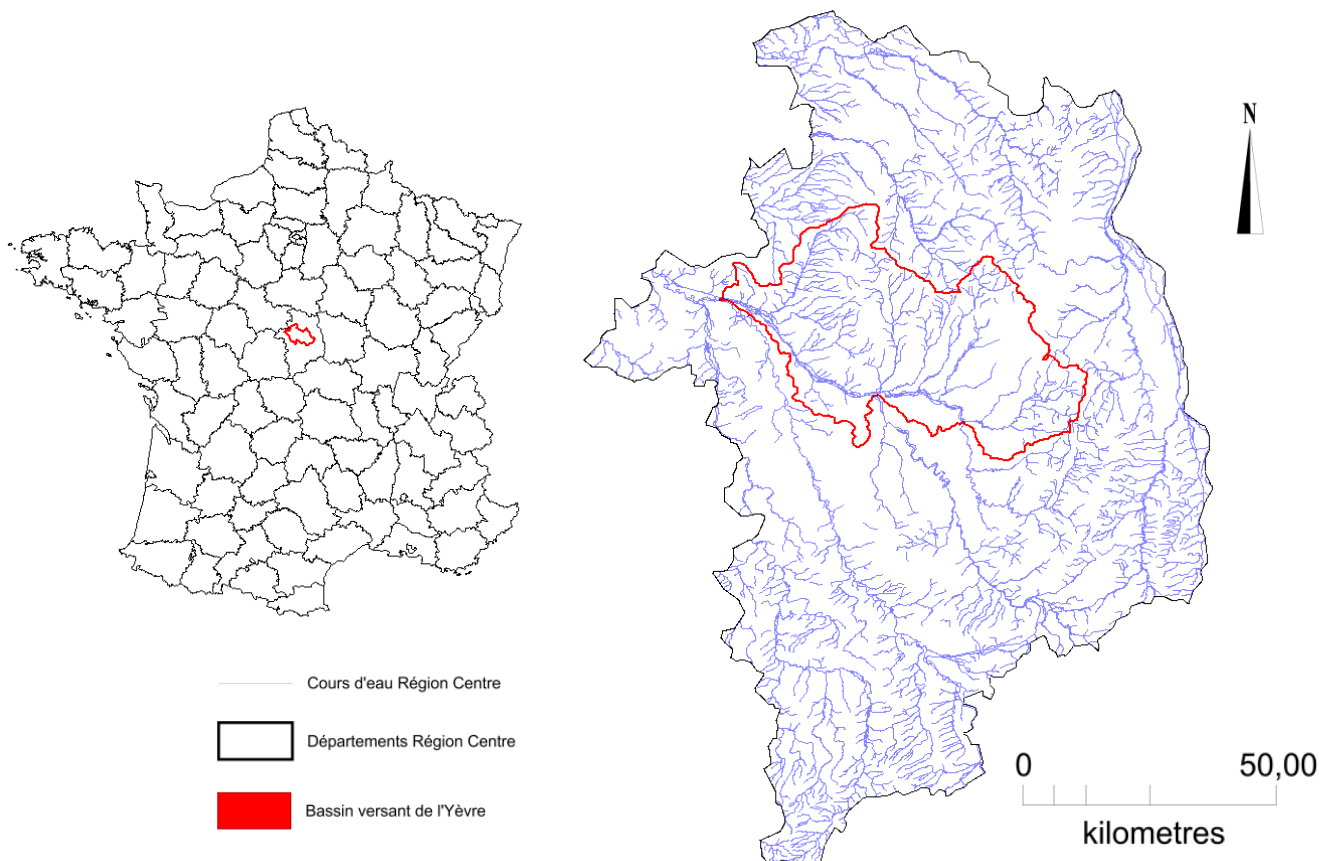 N
Cours d'eau Région Centre
Départements Région Centre
Bassin versant de l'Yèvre
0 50,00
kilometres